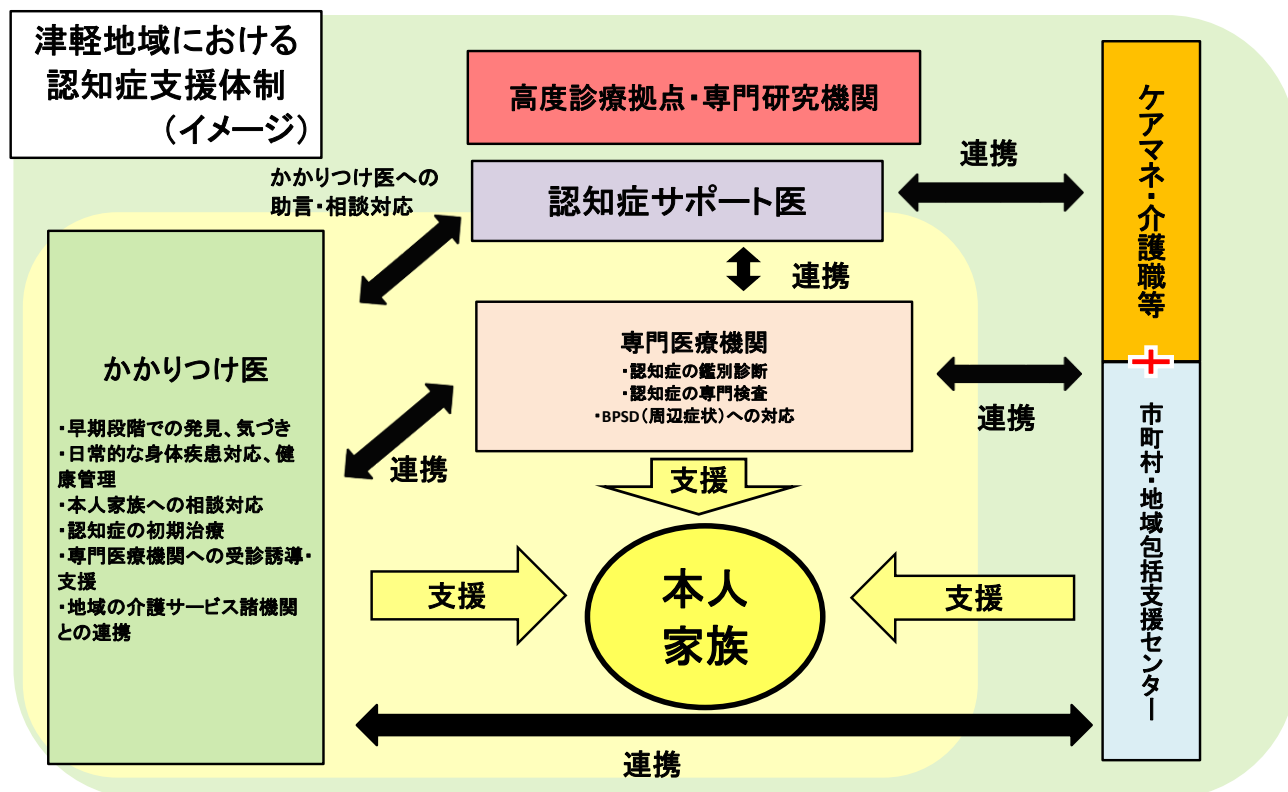 津軽地域における
認知症支援体制
（イメージ）
高度診療拠点・専門研究機関
かかりつけ医への
助言・相談対応
認知症サポート医
連携
ケアマネ・介護職等
＋
市町村・地域包括支援センター
連携
かかりつけ医
・早期段階での発見、気づき
・日常的な身体疾患対応、健
康管理
・本人家族への相談対応
・認知症の初期治療
・専門医療機関への受診誘導・
支援
・地域の介護サービス諸機関
との連携
専門医療機関
・認知症の鑑別診断
・認知症の専門検査
・BPSD（周辺症状）への対応
連携
連携
支援
支援
本人
家族
支援
連携